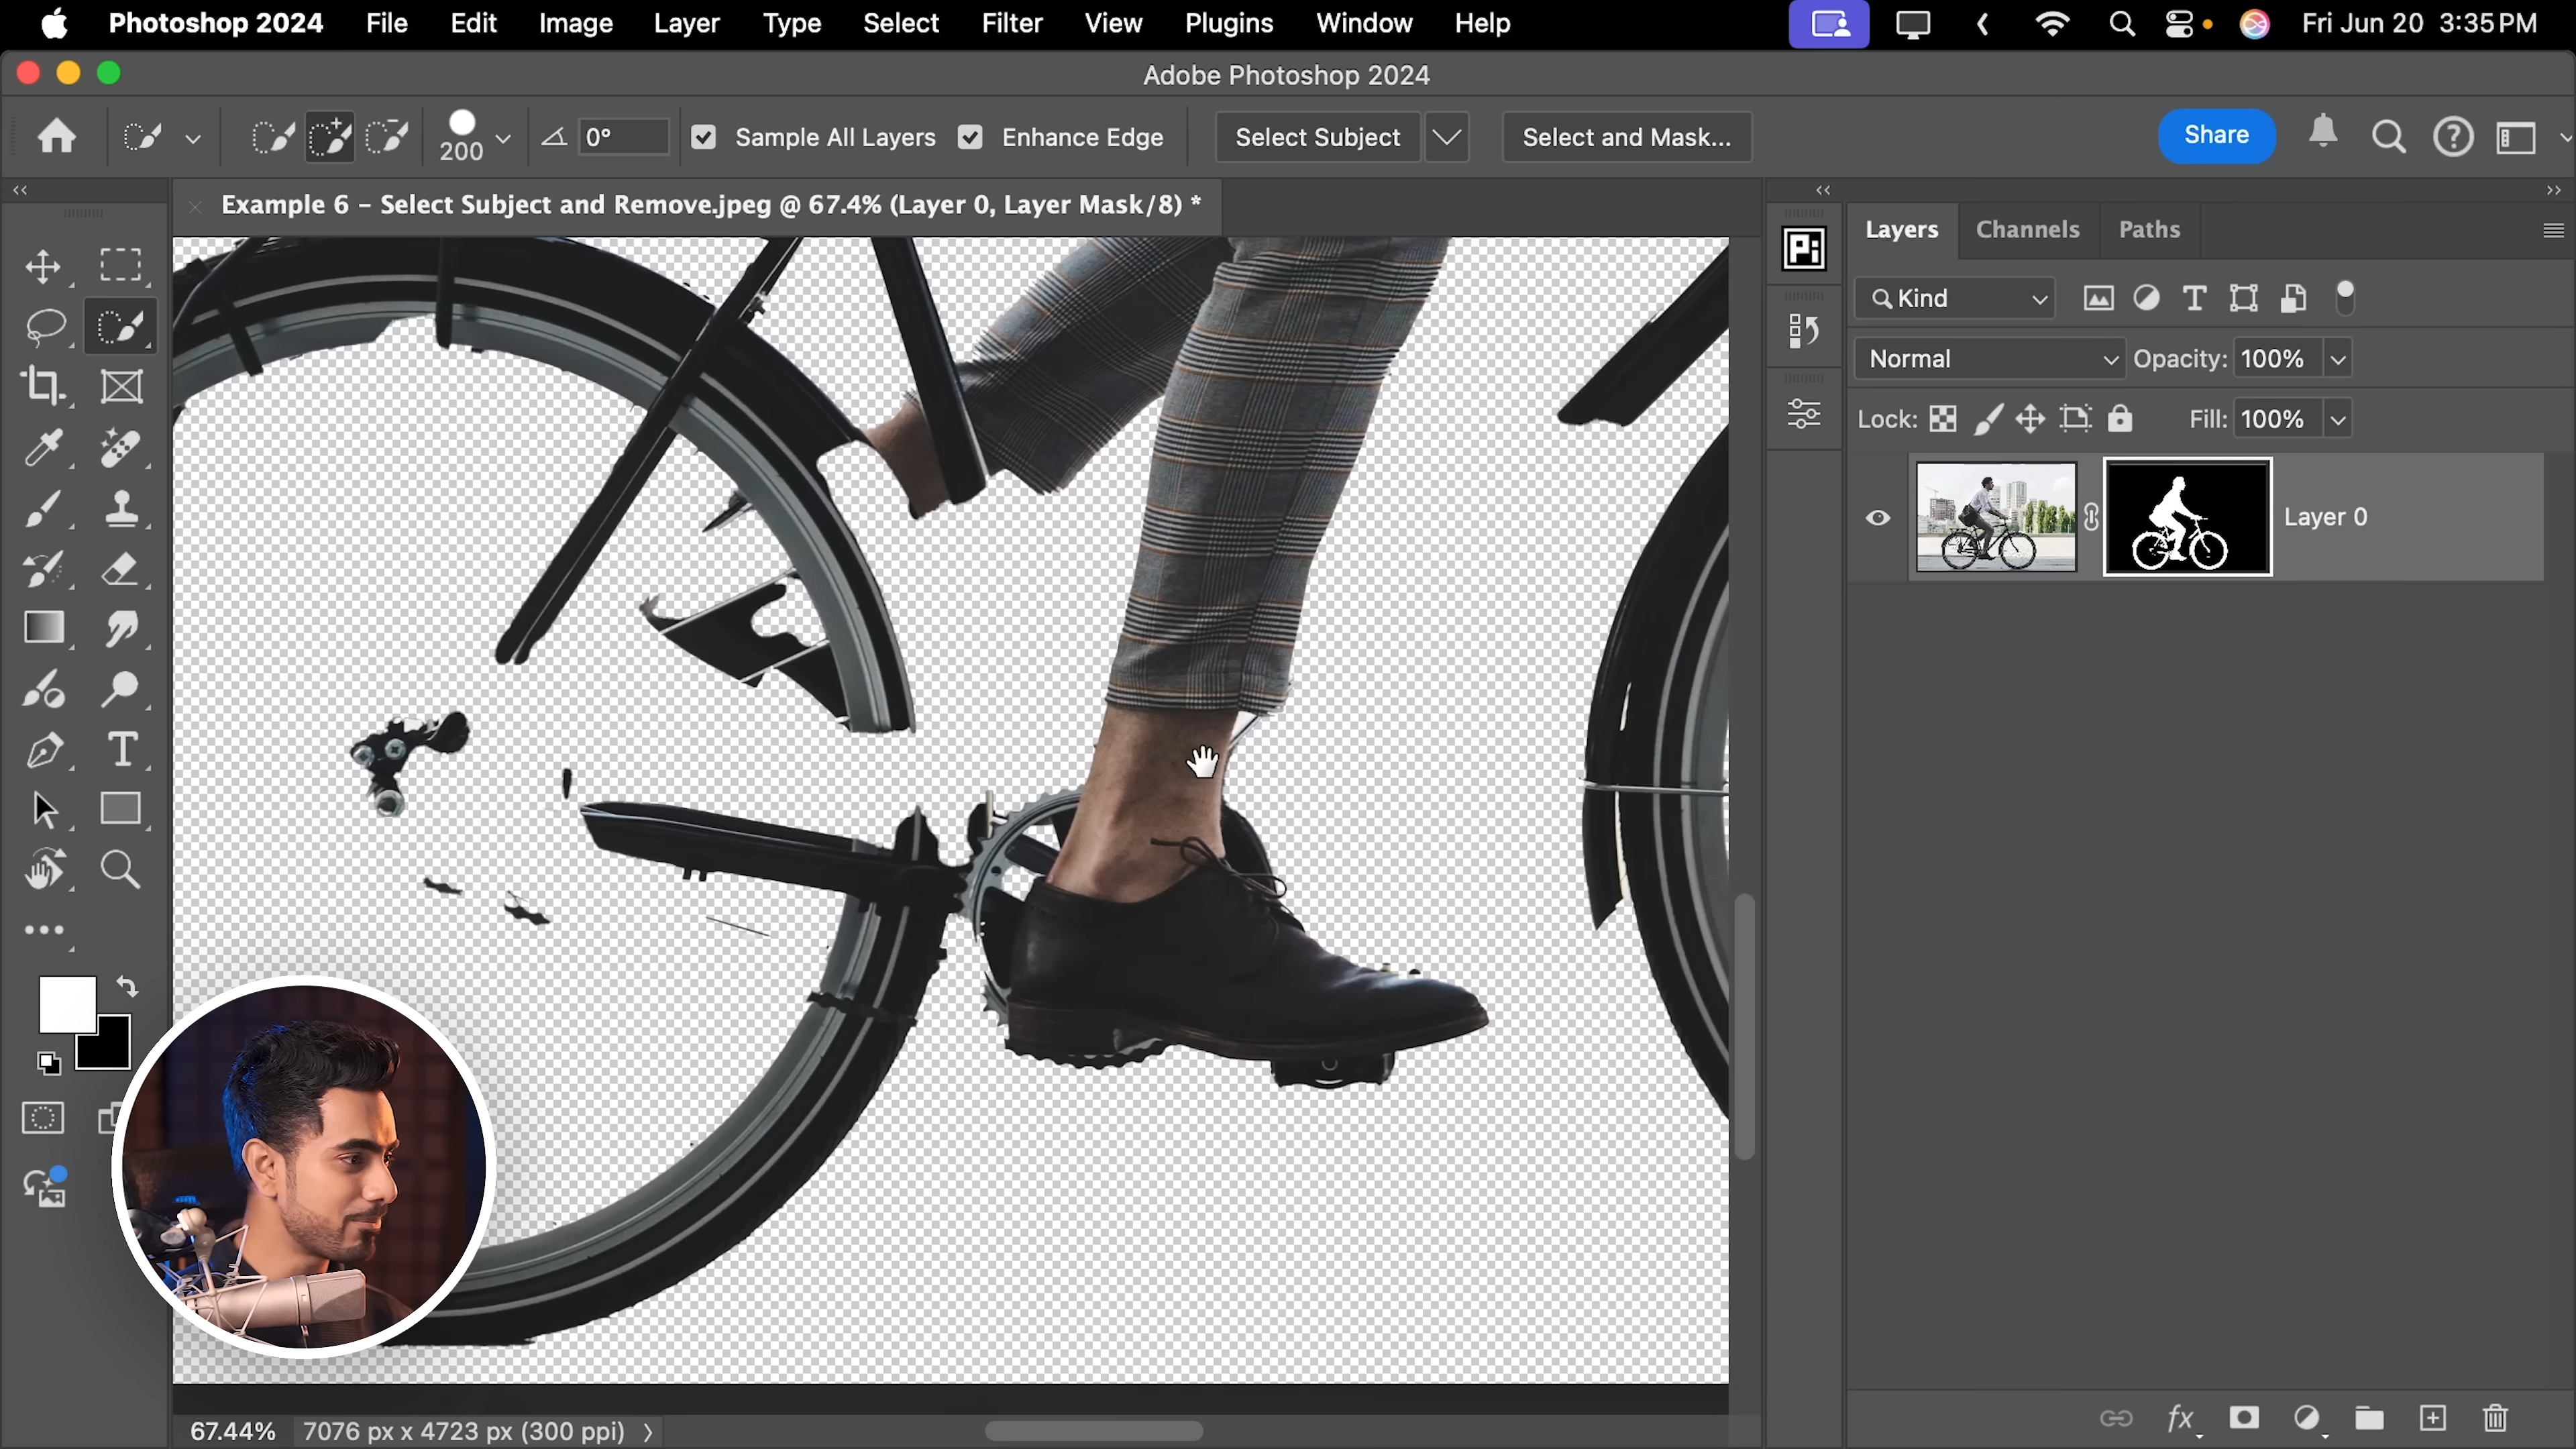 Photoshop 2024 File Edit Image Layer Type Select Filter View Plugins Window Help Fri Jun 20 3:35 PM
Adobe Photoshop 2024
200 0° Sample All Layers Enhance Edge Select Subject Select and Mask... Share
Example 6 – Select Subject and Remove.jpeg @ 67.4% (Layer 0, Layer Mask/8) *
Pi
Layers Channels Paths
Kind
Normal Opacity: 100%
Lock: Fill: 100%
Layer 0
67.44% 7076 px x 4723 px (300 ppi)
fx